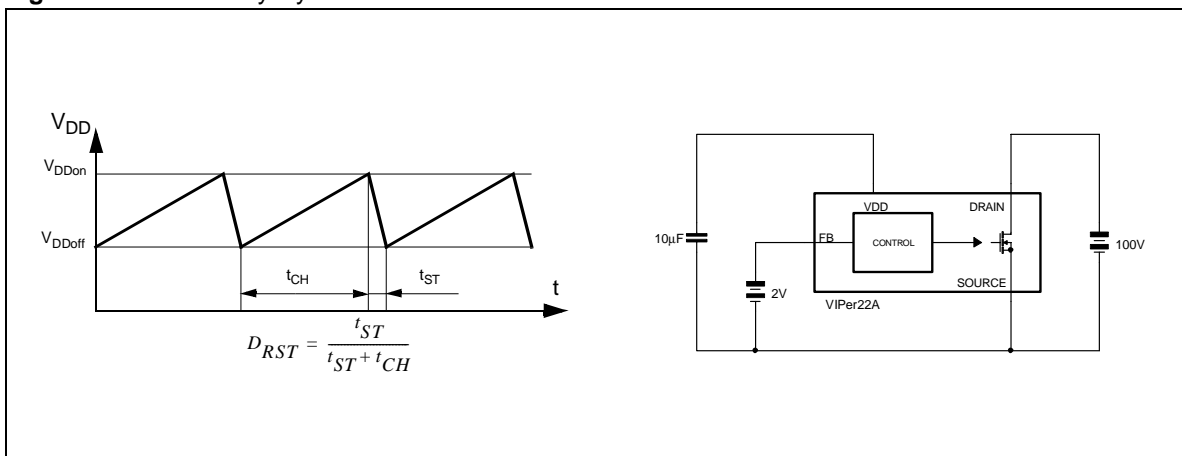 V_DD
V_DDon
V_DDoff
t_CH
t_ST
t
D_RST = t_ST / (t_ST + t_CH)
10μF
VDD
DRAIN
FB
CONTROL
2V
SOURCE
VIPer22A
100V